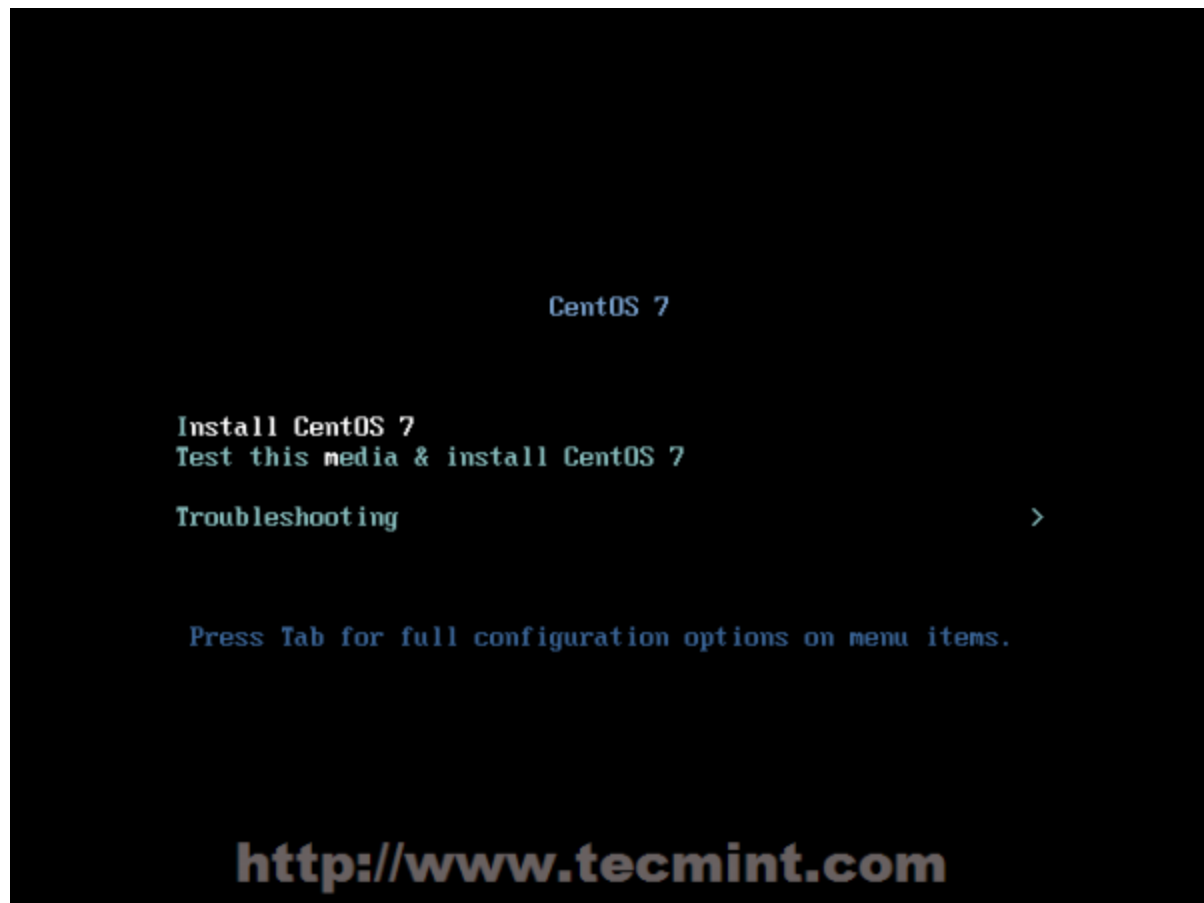 CentOS 7
Install CentOS 7
Test this media & install CentOS 7
Troubleshooting >
Press Tab for full configuration options on menu items.
http://www.tecmint.com